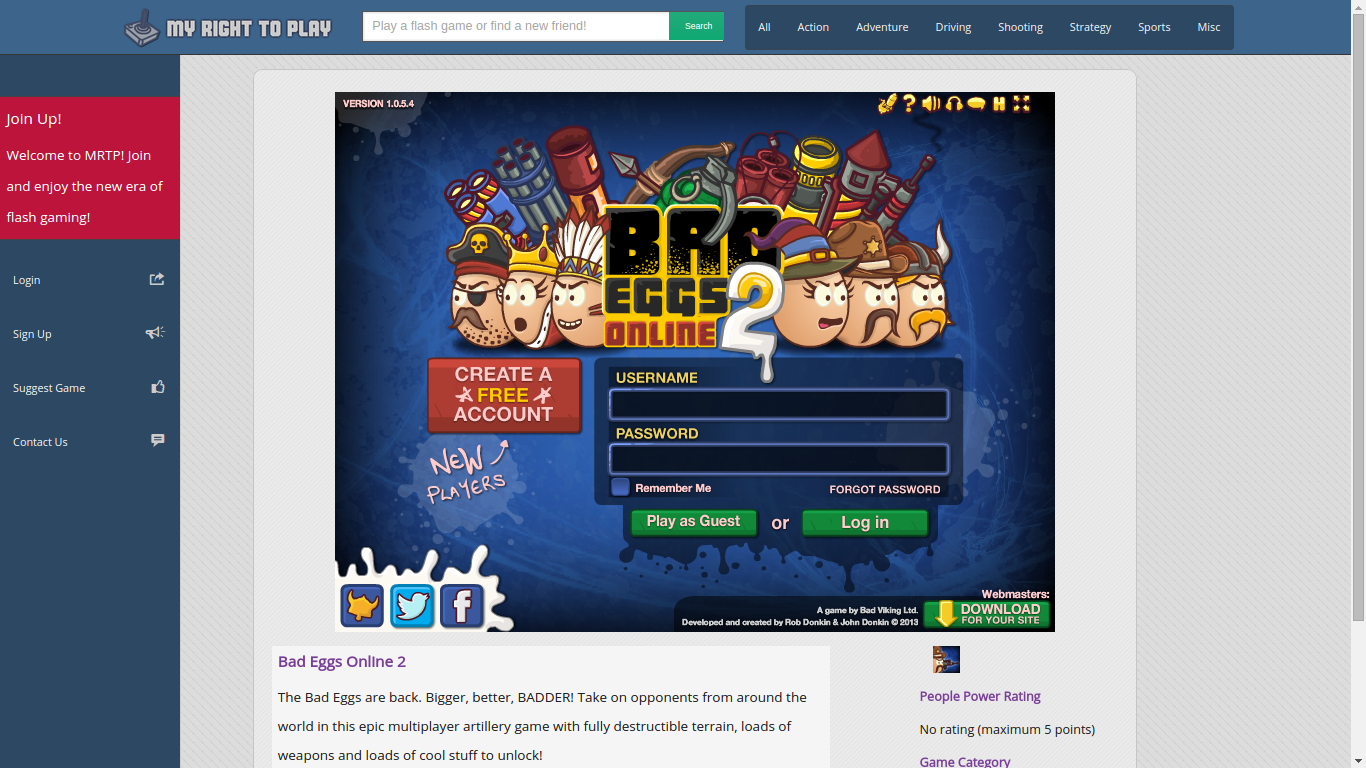 MY RIGHT TO PLAY
Play a flash game or find a new friend!
Search
All
Action
Adventure
Driving
Shooting
Strategy
Sports
Misc
Join Up!
Welcome to MRTP! Join
and enjoy the new era of
flash gaming!
Login
Sign Up
Suggest Game
Contact Us
VERSION 1.0.5.4
BAD
EGGS
ONLINE
2
CREATE A
FREE
ACCOUNT
NEW
PLAYERS
USERNAME
PASSWORD
Remember Me
FORGOT PASSWORD
Play as Guest
or
Log in
Webmasters:
A game by Bad Viking Ltd.
Developed and created by Rob Donkin & John Donkin © 2013
DOWNLOAD
FOR YOUR SITE
Bad Eggs Online 2
The Bad Eggs are back. Bigger, better, BADDER! Take on opponents from around the
world in this epic multiplayer artillery game with fully destructible terrain, loads of
weapons and loads of cool stuff to unlock!
People Power Rating
No rating (maximum 5 points)
Game Category